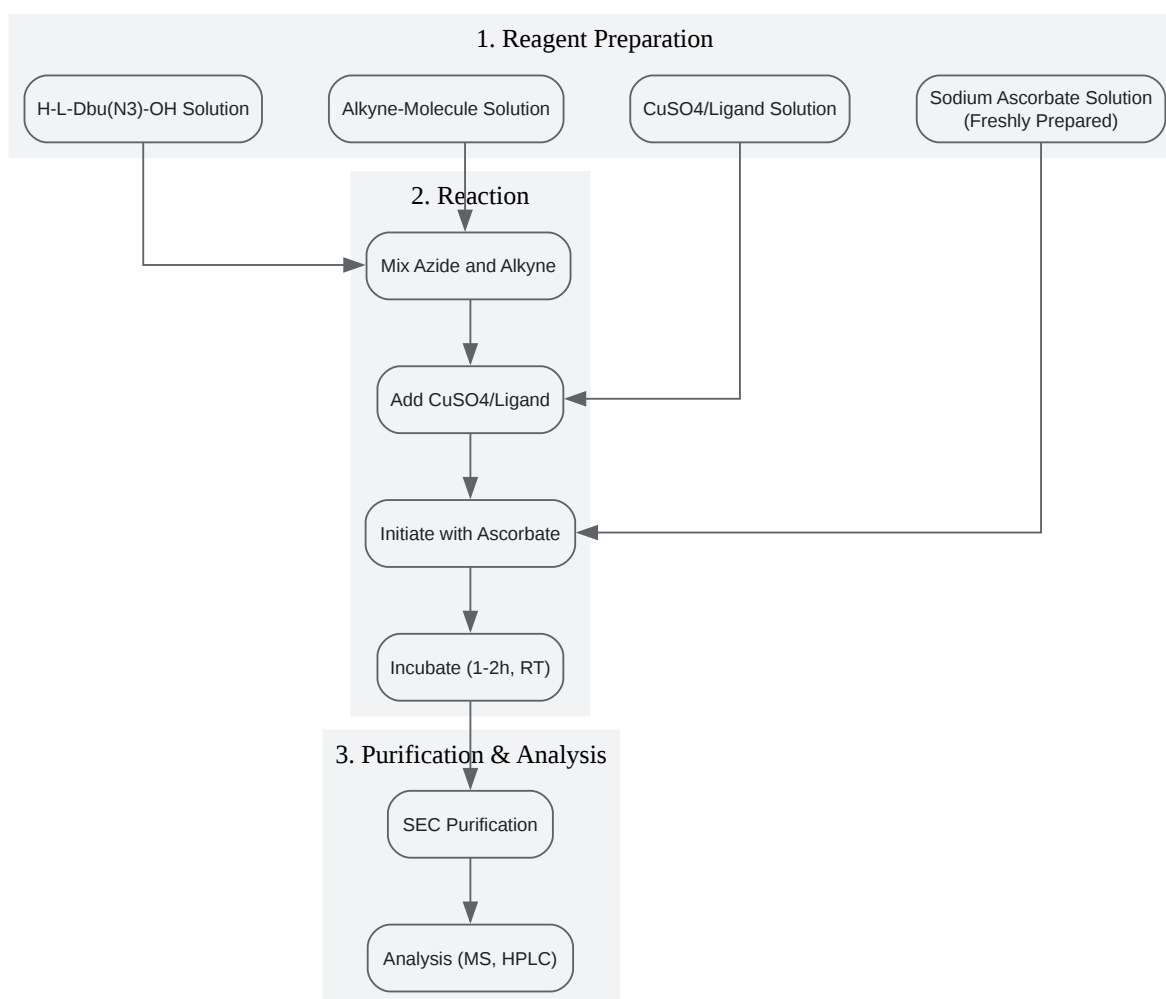 1. Reagent Preparation
H-L-Dbu(N3)-OH Solution
Alkyne-Molecule Solution
CuSO4/Ligand Solution
Sodium Ascorbate Solution
(Freshly Prepared)
2. Reaction
Mix Azide and Alkyne
Add CuSO4/Ligand
Initiate with Ascorbate
Incubate (1-2h, RT)
3. Purification & Analysis
SEC Purification
Analysis (MS, HPLC)